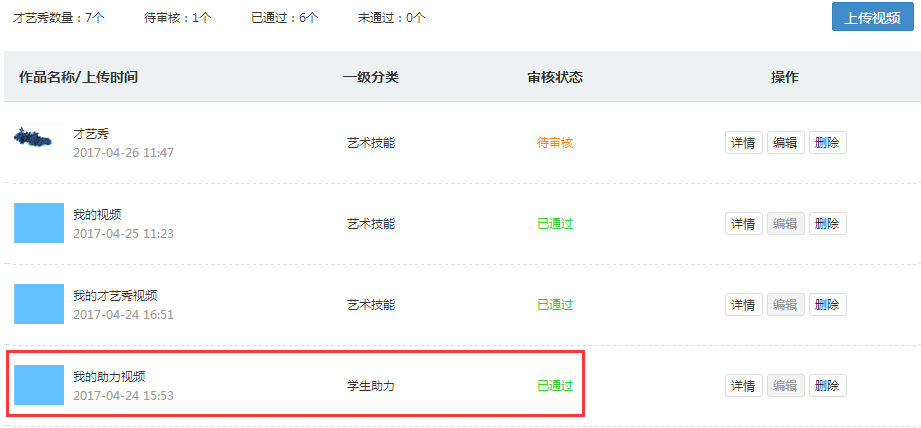 才艺秀数量：7个 待审核：1个 已通过：6个 未通过：0个 上传视频
作品名称/上传时间 一级分类 审核状态 操作
才艺秀
2017-04-26 11:47
艺术技能 待审核 详情 编辑 删除
我的视频
2017-04-25 11:23
艺术技能 已通过 详情 编辑 删除
我的才艺秀视频
2017-04-24 16:51
艺术技能 已通过 详情 编辑 删除
我的助力视频
2017-04-24 15:53
学生助力 已通过 详情 编辑 删除